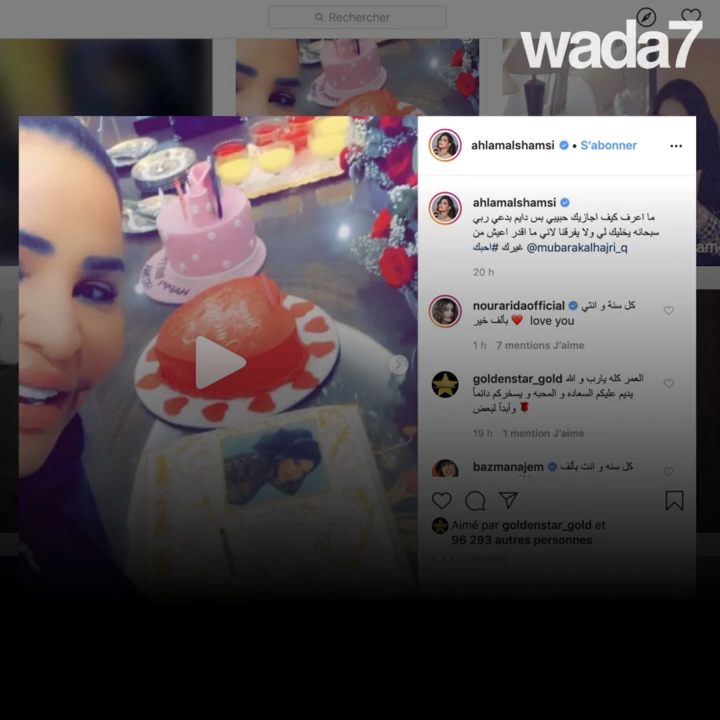 Rechercher
wada7
ahlamalshamsi • S'abonner
ahlamalshamsi
ما اعرف كيف اجازيك حبيبي بس دايم بدعي ربي
سبحانه يخليك لي ولا يفرقنا لاني ما اقدر اعيش من
غيرك #احبك @mubarakalhajri_q
20 h
nouraridaofficial كل سنة و انتي
بألف خير ❤️ love you
1 h 7 mentions J'aime
goldenstar_gold العمر كله يارب و الله
يديم عليكم السعاده و المحبه و يسخركم دائماً
وأبداً لبعض 🌹
19 h 1 mention J'aime
bazmanajem كل سنه و انت بألف
Aimé par goldenstar_gold et
96 293 autres personnes